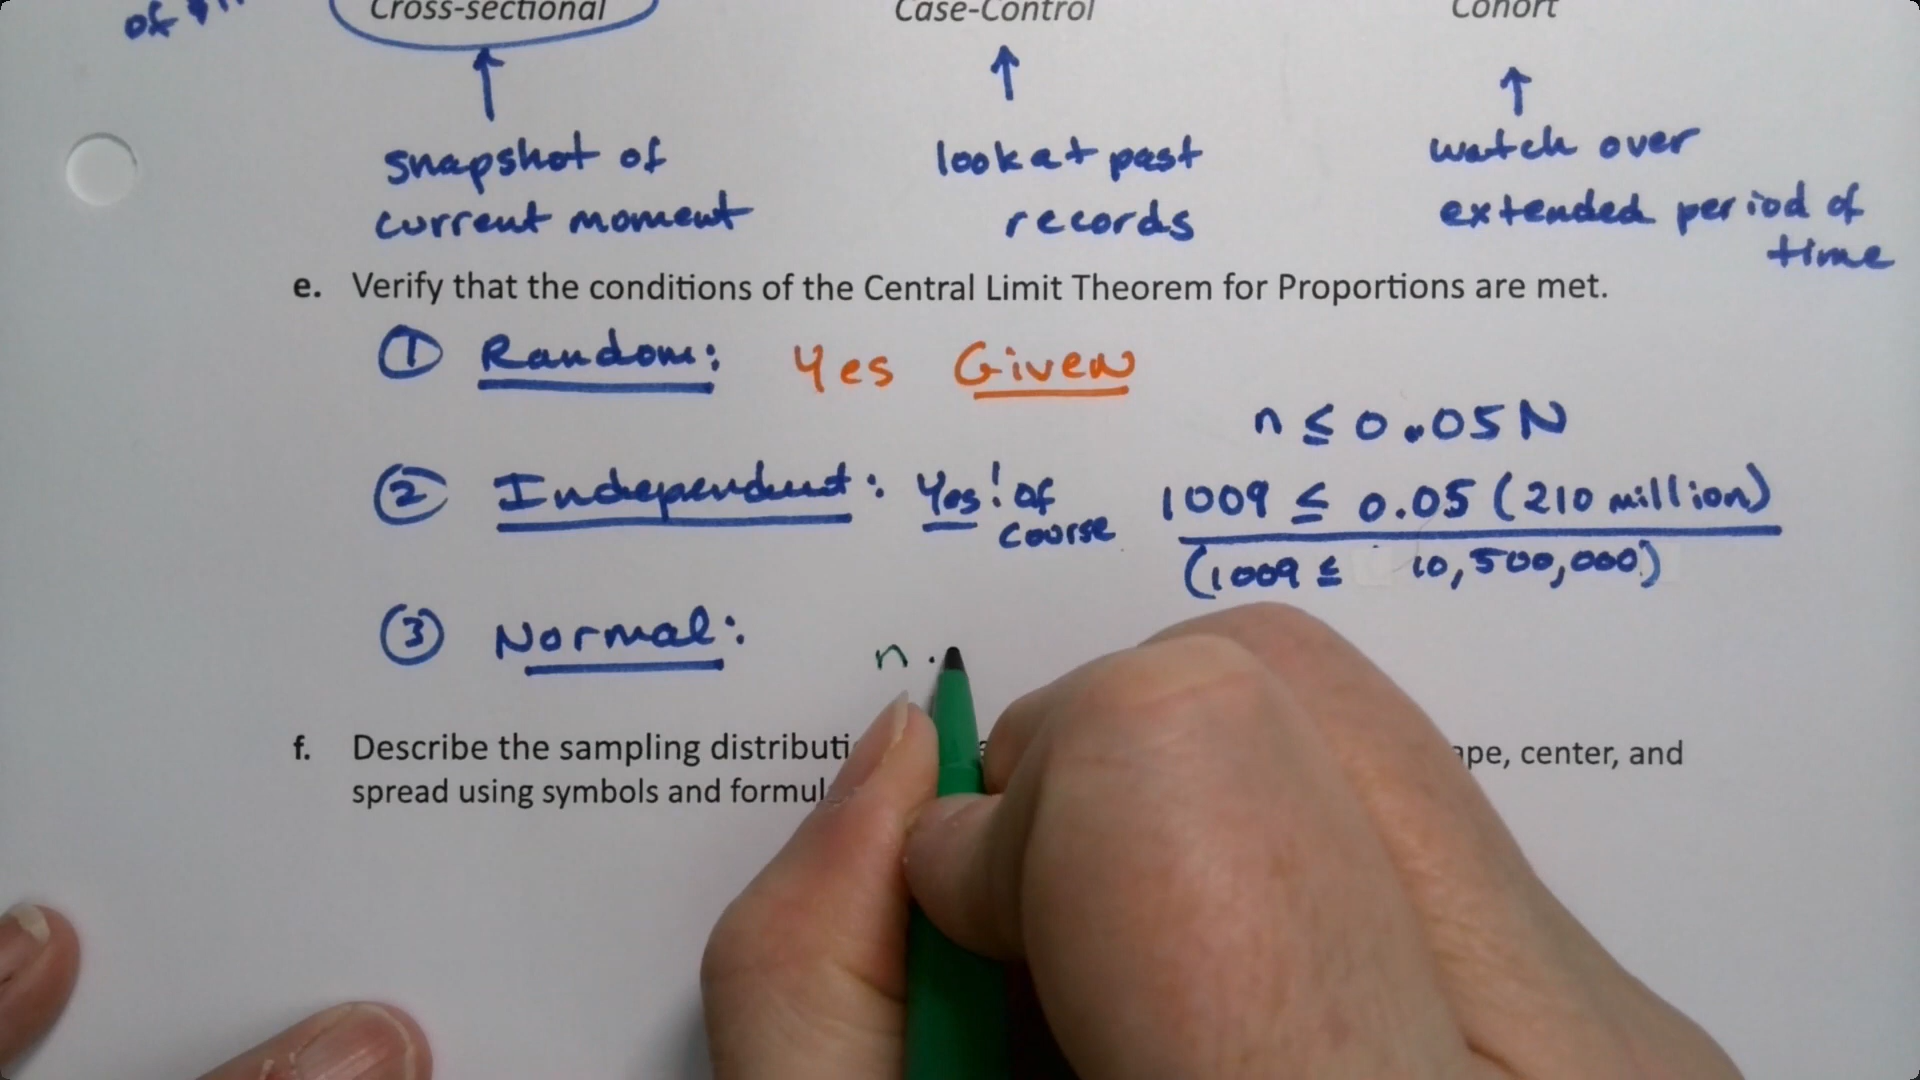 of
Cross-sectional Case-Control Cohort
snapshot of current moment
look at past records
watch over extended period of time
e. Verify that the conditions of the Central Limit Theorem for Proportions are met.
① Random: Yes Given
n ≤ 0.05N
② Independent: Yes! of course
1009 ≤ 0.05 (210 million)
(1009 ≤ 10,500,000)
③ Normal: n ·
f. Describe the sampling center, and
spread using symbols and